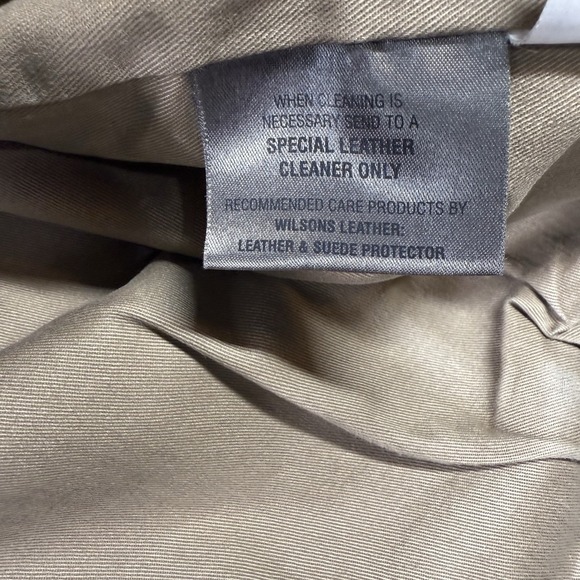 WHEN CLEANING IS
NECESSARY SEND TO A
SPECIAL LEATHER
CLEANER ONLY
RECOMMENDED CARE PRODUCTS BY
WILSONS LEATHER:
LEATHER & SUEDE PROTECTOR